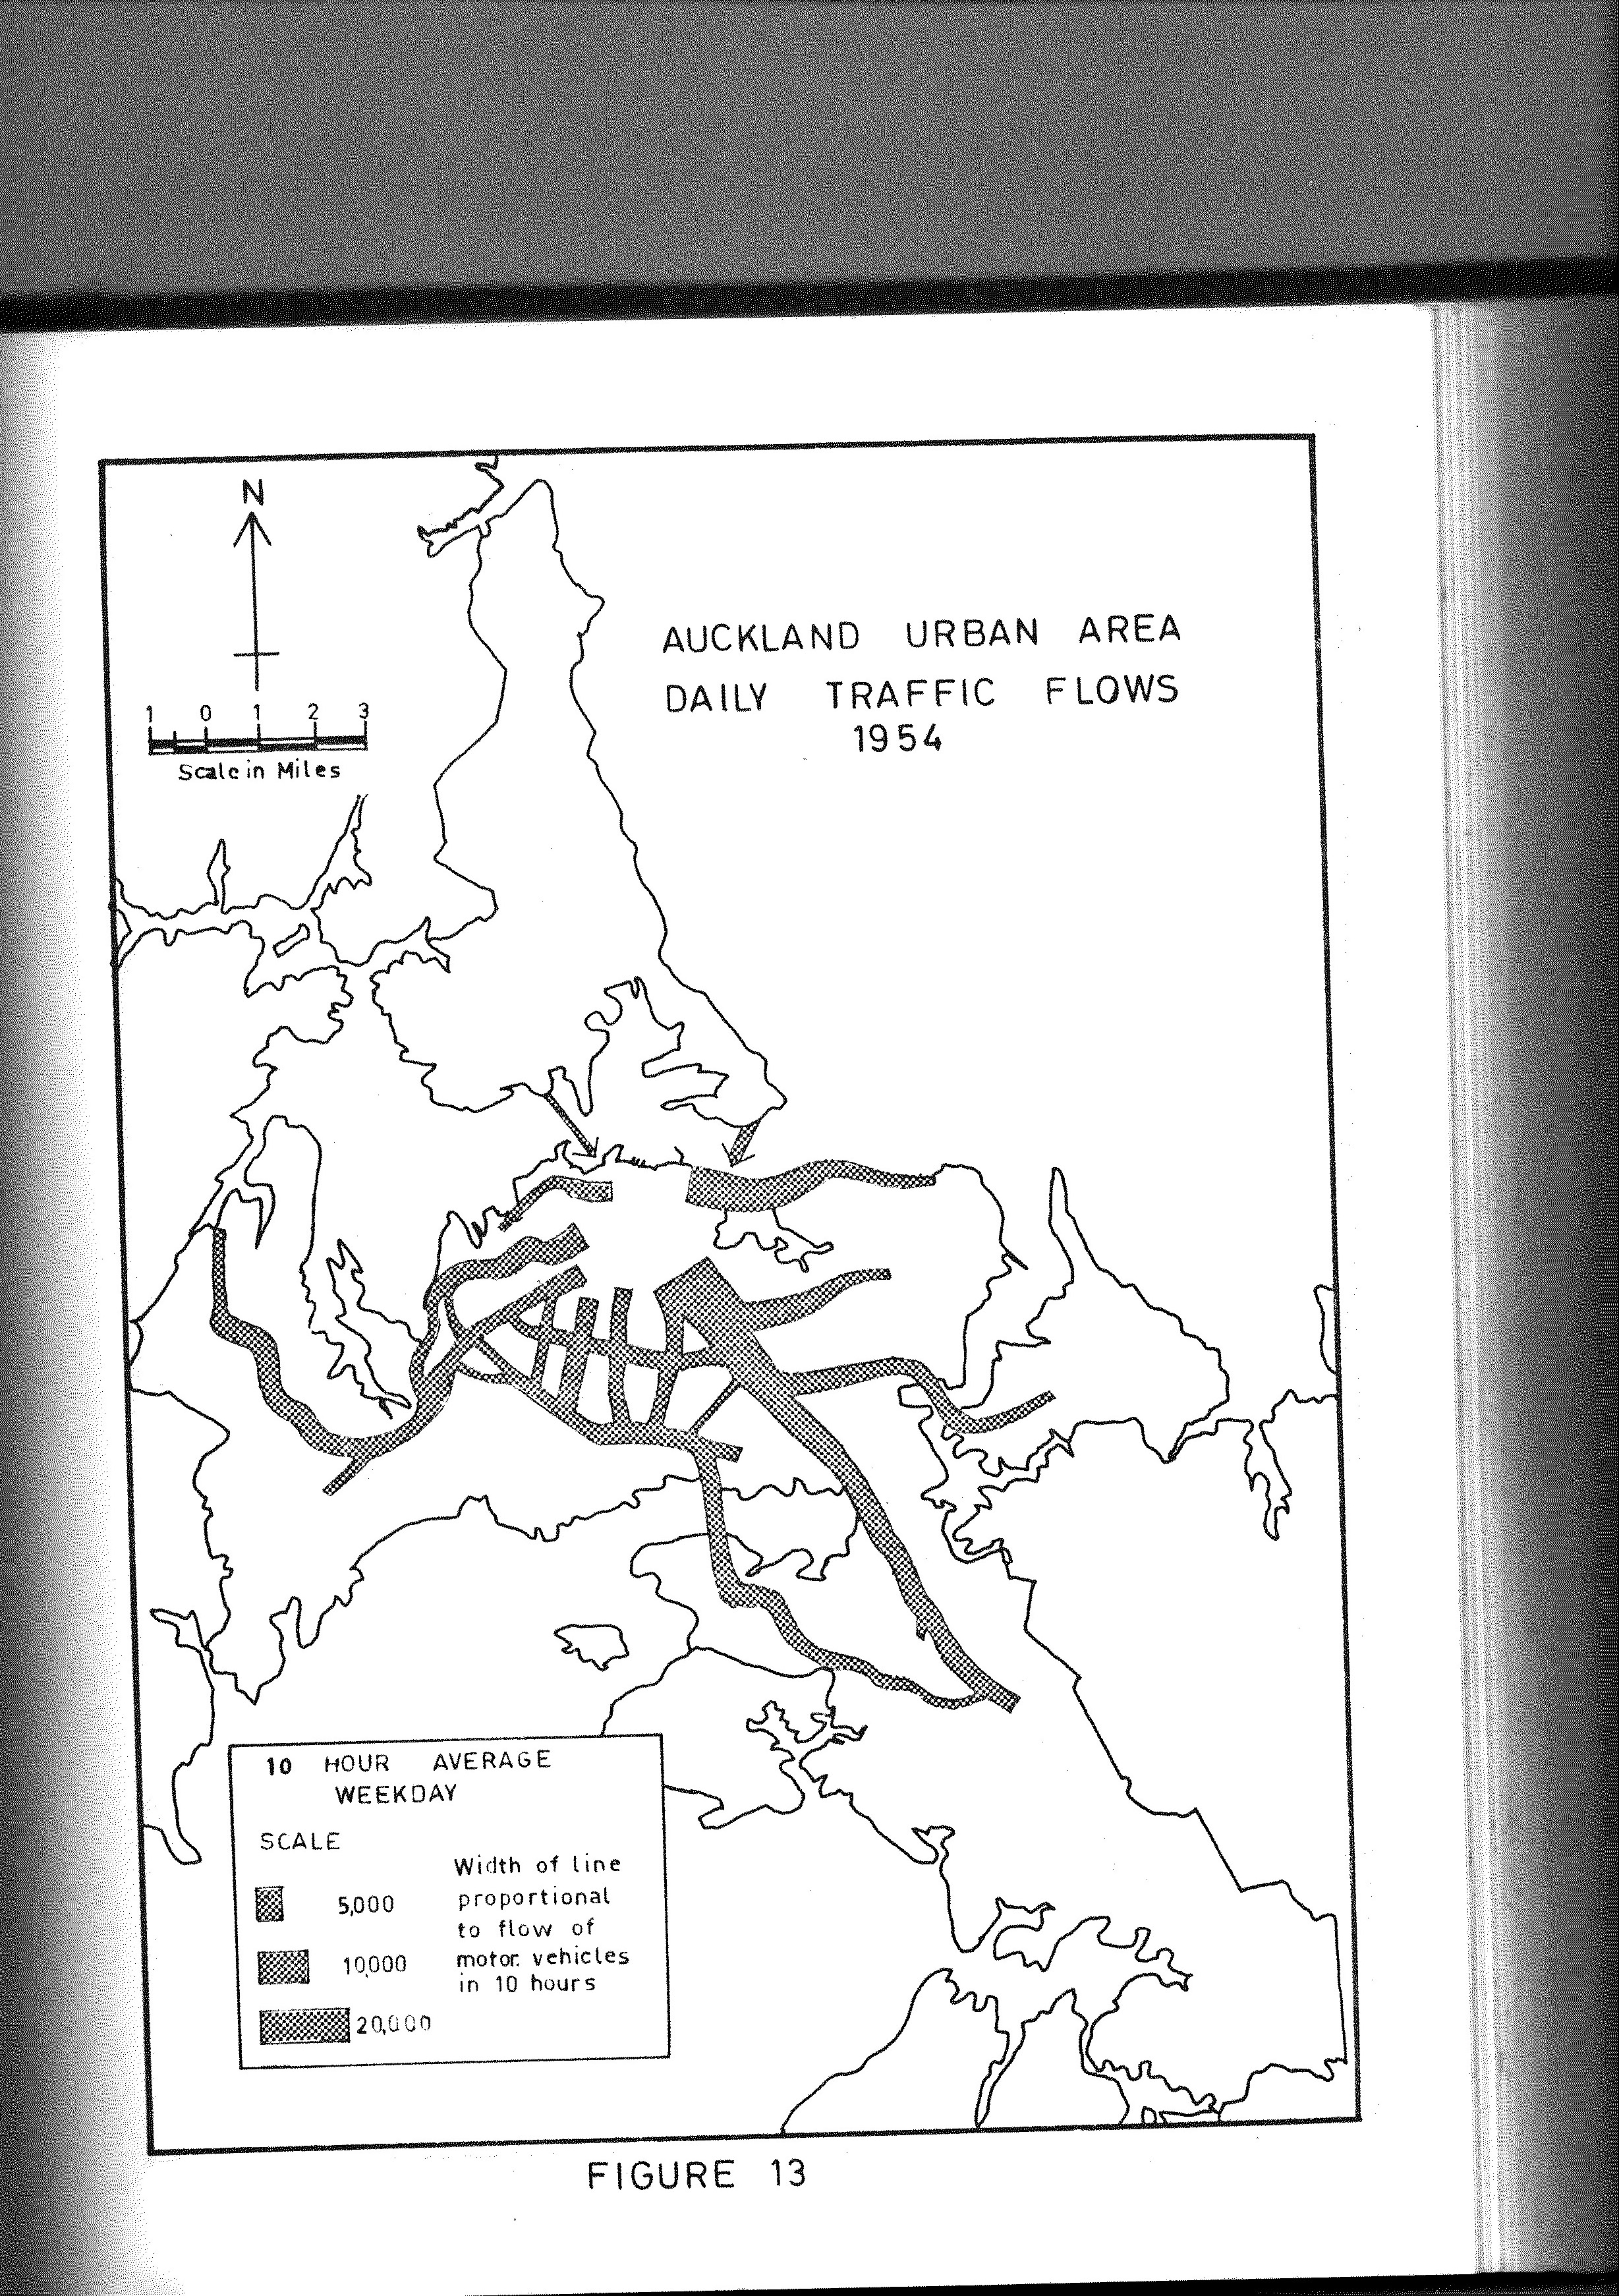 N
1 0 1 2 3
Scale in Miles
AUCKLAND URBAN AREA
DAILY TRAFFIC FLOWS
1954
10 HOUR AVERAGE
WEEKDAY
SCALE
5,000
10,000
20,000
Width of line
proportional
to flow of
motor. vehicles
in 10 hours
FIGURE 13